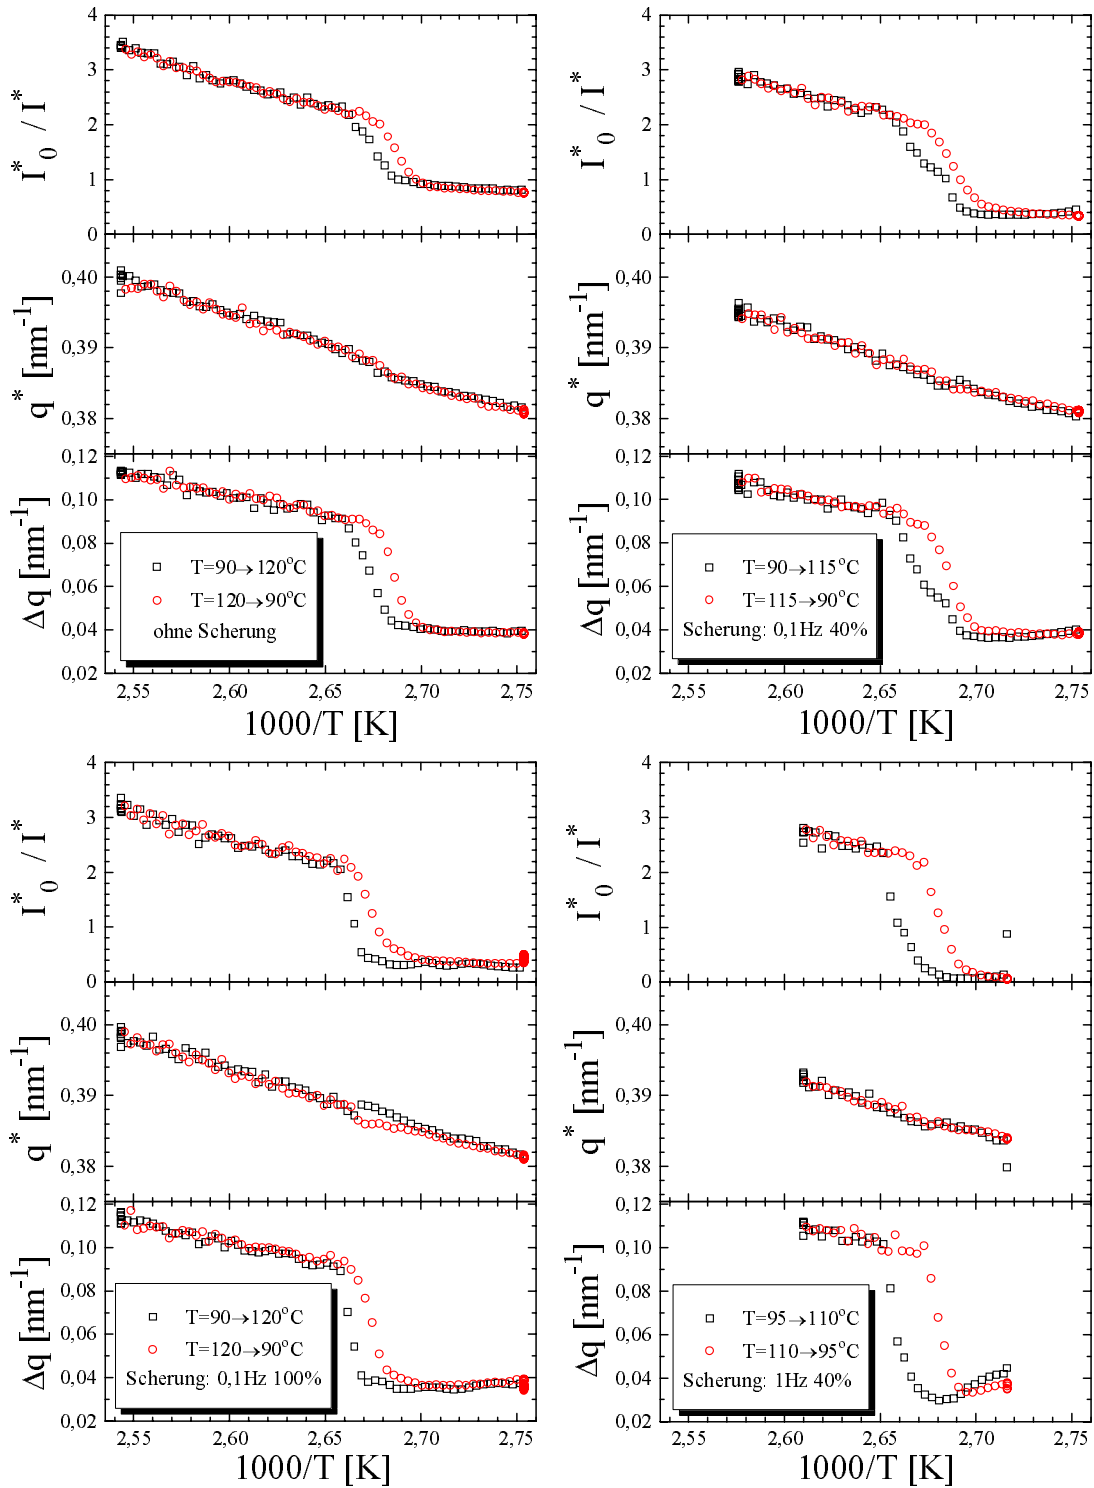 4
3
2
1
0
I*0 / I*
0,40
0,39
0,38
q* [nm-1]
0,12
0,10
0,08
0,06
0,04
0,02
Δq [nm-1]
T=90→120°C
T=120→90°C
ohne Scherung
2,55 2,60 2,65 2,70 2,75
1000/T [K]
4
3
2
1
0
I*0 / I*
0,40
0,39
0,38
q* [nm-1]
0,12
0,10
0,08
0,06
0,04
0,02
Δq [nm-1]
T=90→115°C
T=115→90°C
Scherung: 0,1Hz 40%
2,55 2,60 2,65 2,70 2,75
1000/T [K]
4
3
2
1
0
I*0 / I*
0,40
0,39
0,38
q* [nm-1]
0,12
0,10
0,08
0,06
0,04
0,02
Δq [nm-1]
T=90→120°C
T=120→90°C
Scherung: 0,1Hz 100%
2,55 2,60 2,65 2,70 2,75
1000/T [K]
4
3
2
1
0
I*0 / I*
0,40
0,39
0,38
q* [nm-1]
0,12
0,10
0,08
0,06
0,04
0,02
Δq [nm-1]
T=95→110°C
T=110→95°C
Scherung: 1Hz 40%
2,55 2,60 2,65 2,70 2,75
1000/T [K]